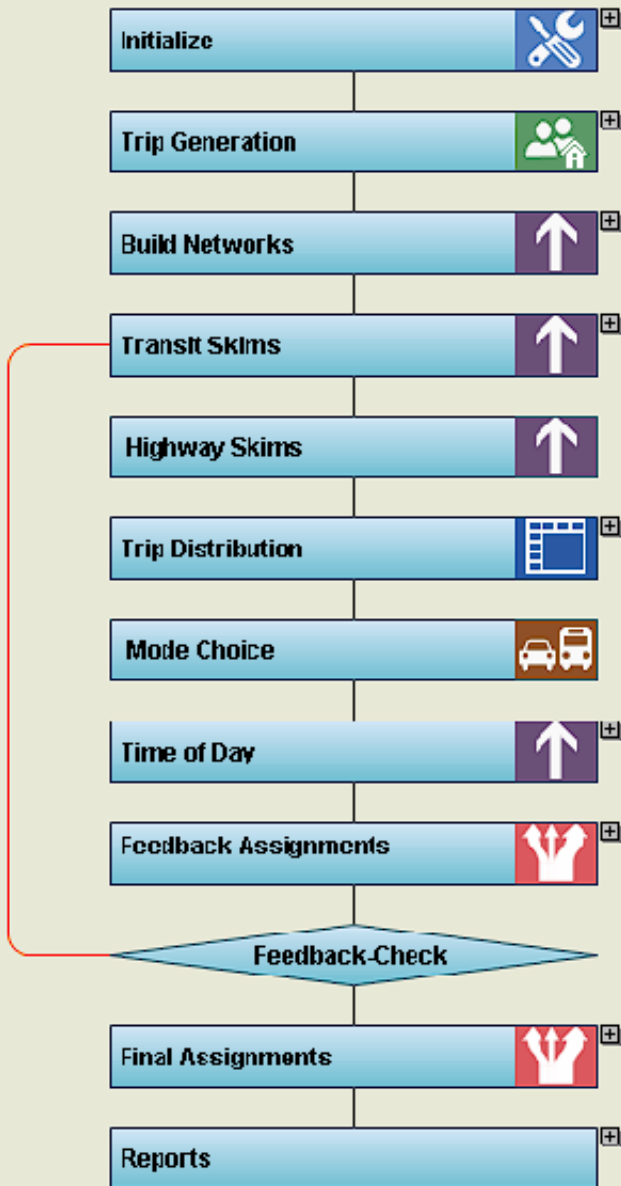 Initialize
Trip Generation
Build Networks
Transit Skims
Highway Skims
Trip Distribution
Mode Choice
Time of Day
Feedback Assignments
Feedback-Check
Final Assignments
Reports